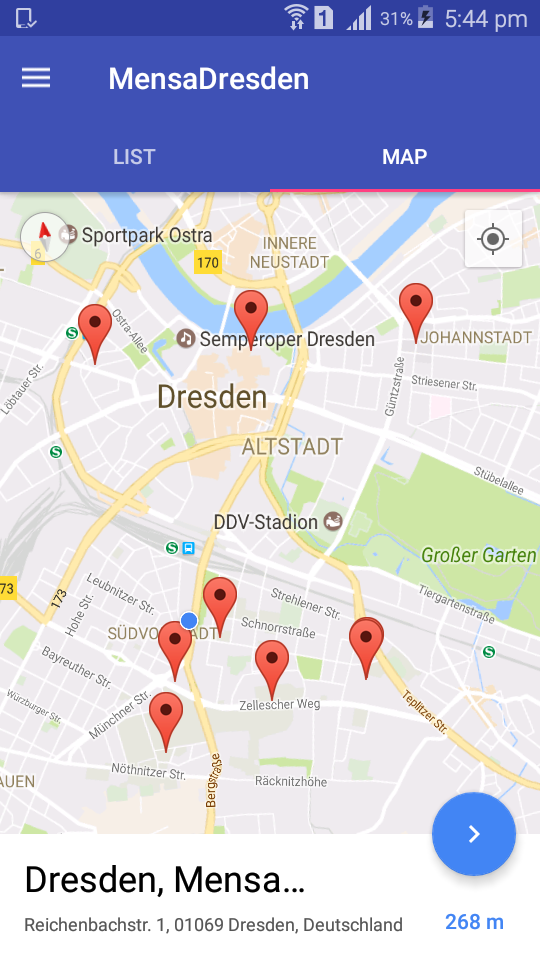 1
31%
5:44 pm
MensaDresden
LIST
MAP
Sportpark Ostra
6
170
INNERE
NEUSTADT
Ostra-Allee
S
Semperoper Dresden
JOHANNSTADT
Löbtauer Str.
Güntzstraße
Striesener Str.
Dresden
ALTSTADT
S
Stübelallee
DDV-Stadion
S
Großer Garten
73
173
Leubnitzer Str.
Hohe Str.
Strehlener Str.
Tiergartenstraße
SÜDVO
TADT
Schnorrstraße
S
Bayreuther Str.
Würzburger Str.
Münchner Str.
Zellescher Weg
Teplitzer Str.
Nöthnitzer Str.
Bergstraße
Räcknitzhöhe
AUEN
Dresden, Mensa...
Reichenbachstr. 1, 01069 Dresden, Deutschland
268 m